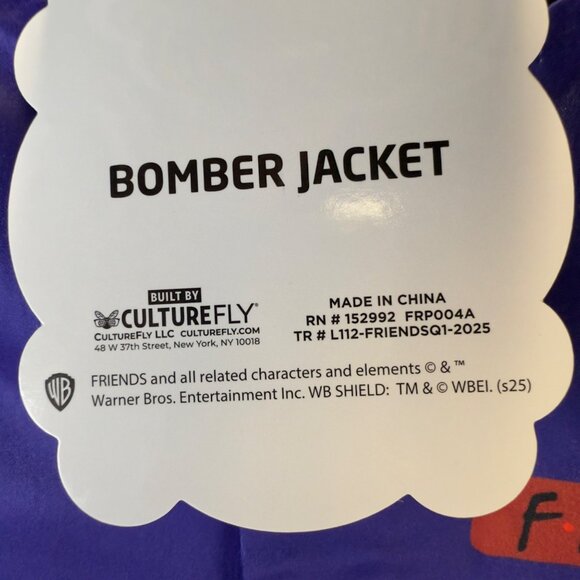 BOMBER JACKET
BUILT BY
CULTUREFLY®
CULTUREFLY LLC CULTUREFLY.COM
48 W 37th Street, New York, NY 10018
MADE IN CHINA
RN # 152992 FRP004A
TR # L112-FRIENDSQ1-2025
WB
FRIENDS and all related characters and elements © & ™
Warner Bros. Entertainment Inc. WB SHIELD: TM & © WBEI. (s25)
F